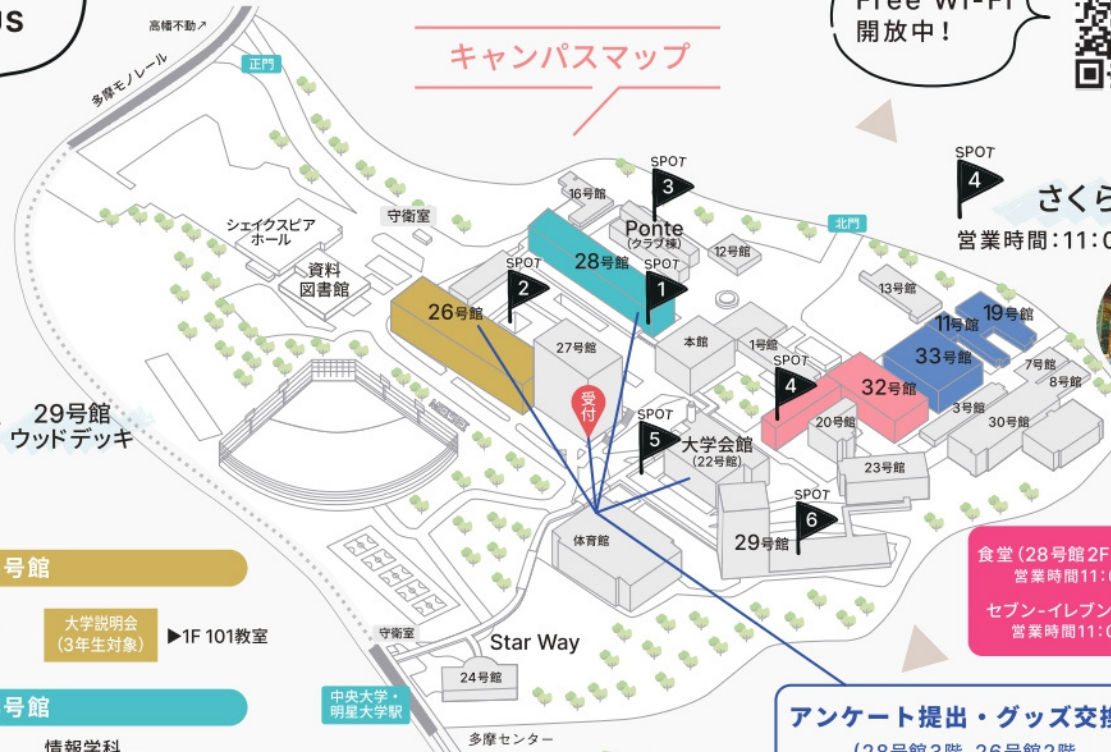 US
高幡不動↗
正門
多摩モノレール
キャンパスマップ
Free Wi-Fi
開放中！
SPOT
4
さくら
営業時間：11：0
SPOT
3
16号館
Ponte
（クラブ棟）
北門
12号館
守衛室
シェイクスピア
ホール
資料
図書館
28号館
SPOT
1
SPOT
2
26号館
27号館
本館
1号館
13号館
19号館
11号館
33号館
SPOT
4
32号館
7号館
8号館
3号館
30号館
20号館
23号館
受付
SPOT
5
大学会館
（22号館）
SPOT
6
29号館
体育館
29号館
ウッドデッキ
号館
大学説明会
（3年生対象）
▶1F 101教室
号館
情報学科
守衛室
Star Way
24号館
中央大学・
明星大学駅
多摩センター
食堂（28号館2F
営業時間11：
セブン-イレブン
営業時間11：0
アンケート提出・グッズ交換
（28号館3階、26号館2階